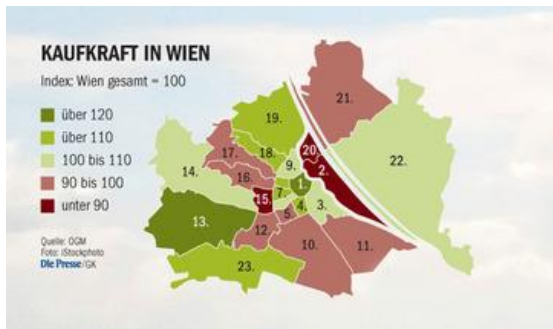 KAUFKRAFT IN WIEN
Index: Wien gesamt = 100
über 120
über 110
100 bis 110
90 bis 100
unter 90
Quelle: OGM
Foto: iStockphoto
Die Presse/GK
21.
19.
20.
18.
17.
9.
22.
2.
14.
16.
1.
7.
15.
4.
3.
5.
13.
12.
10.
11.
23.